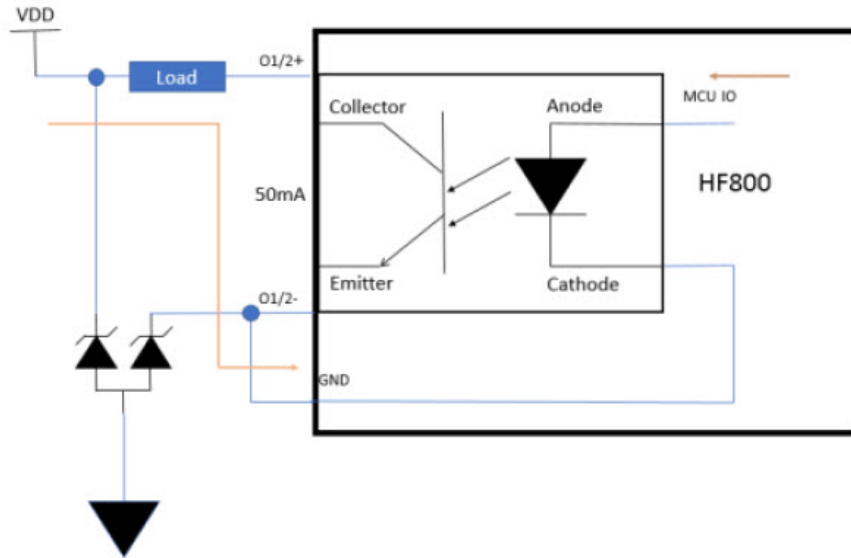 VDD
Load
O1/2+
Collector
Anode
MCU IO
50mA
HF800
Emitter
Cathode
O1/2-
GND